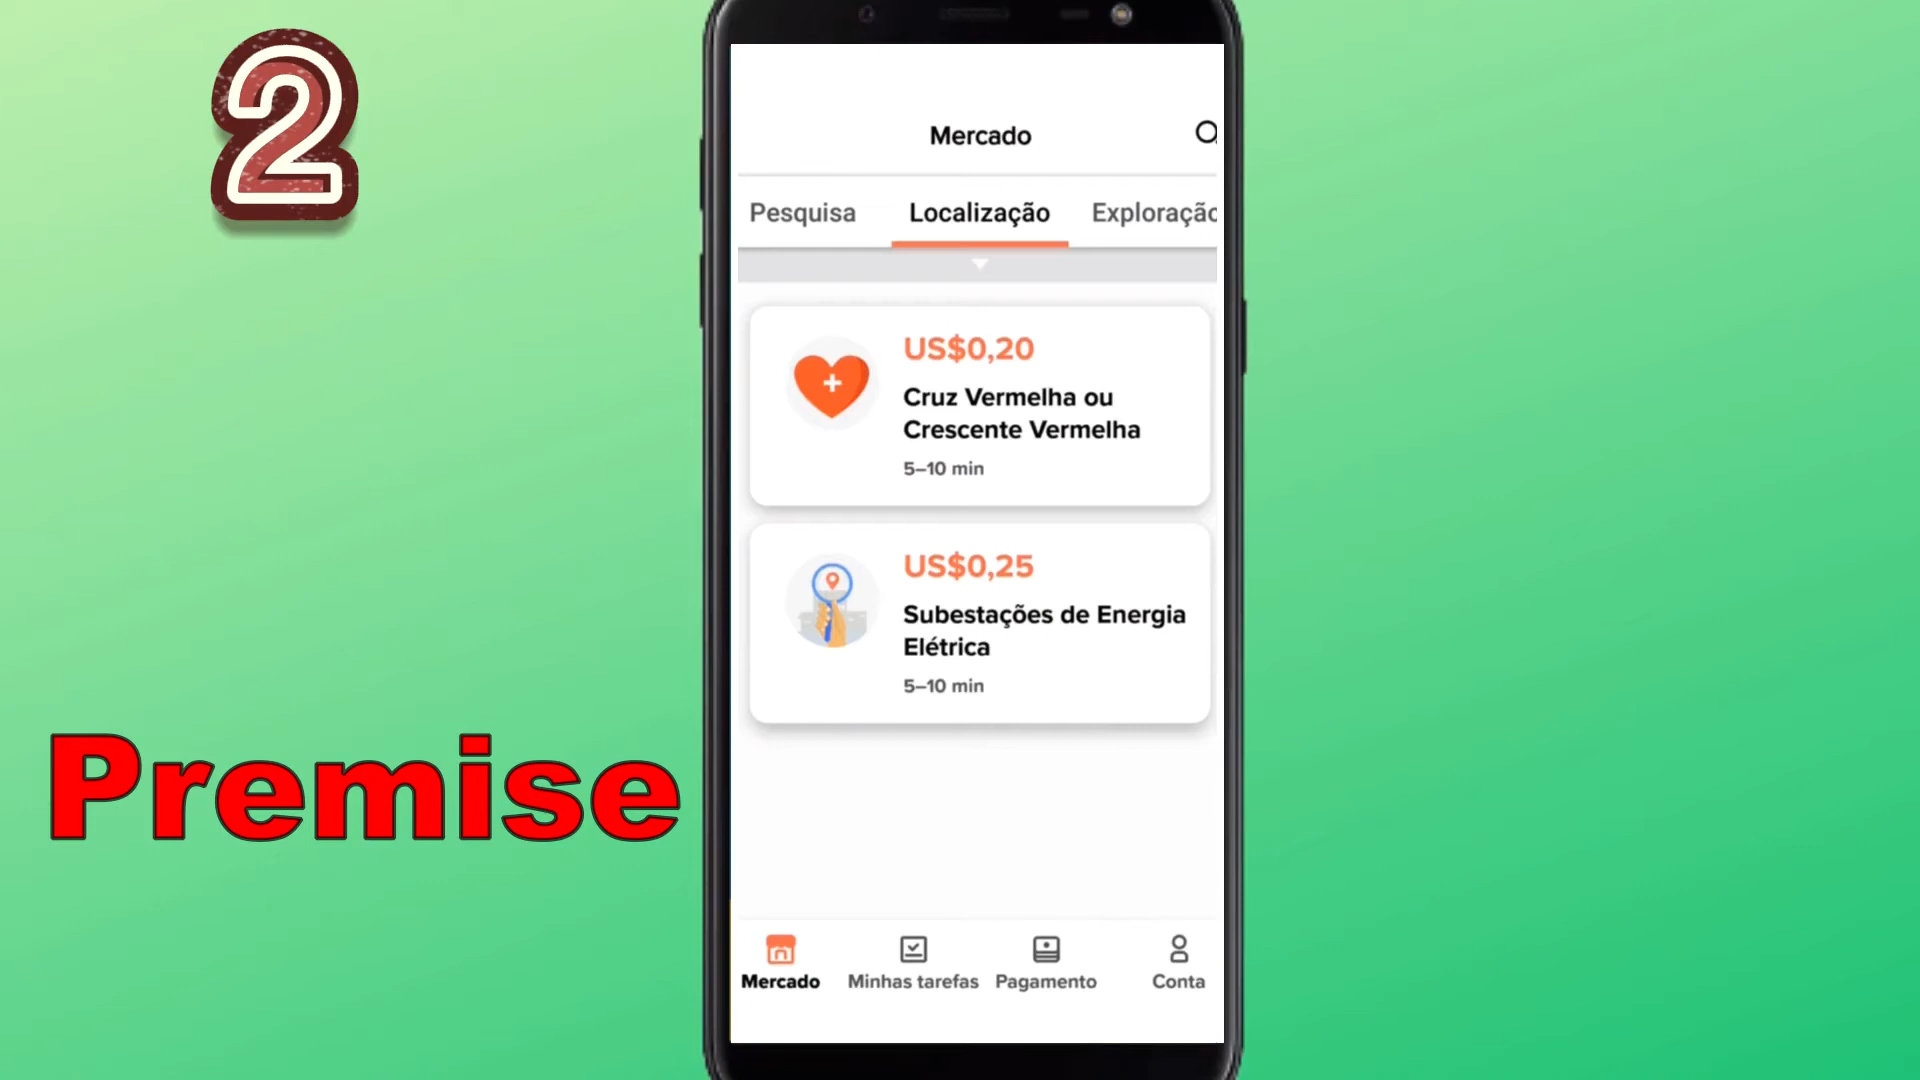 2
Mercado
Pesquisa Localização Exploração
US$0,20
Cruz Vermelha ou
Crescente Vermelha
5–10 min
US$0,25
Subestações de Energia
Elétrica
5–10 min
Premise
Mercado Minhas tarefas Pagamento Conta